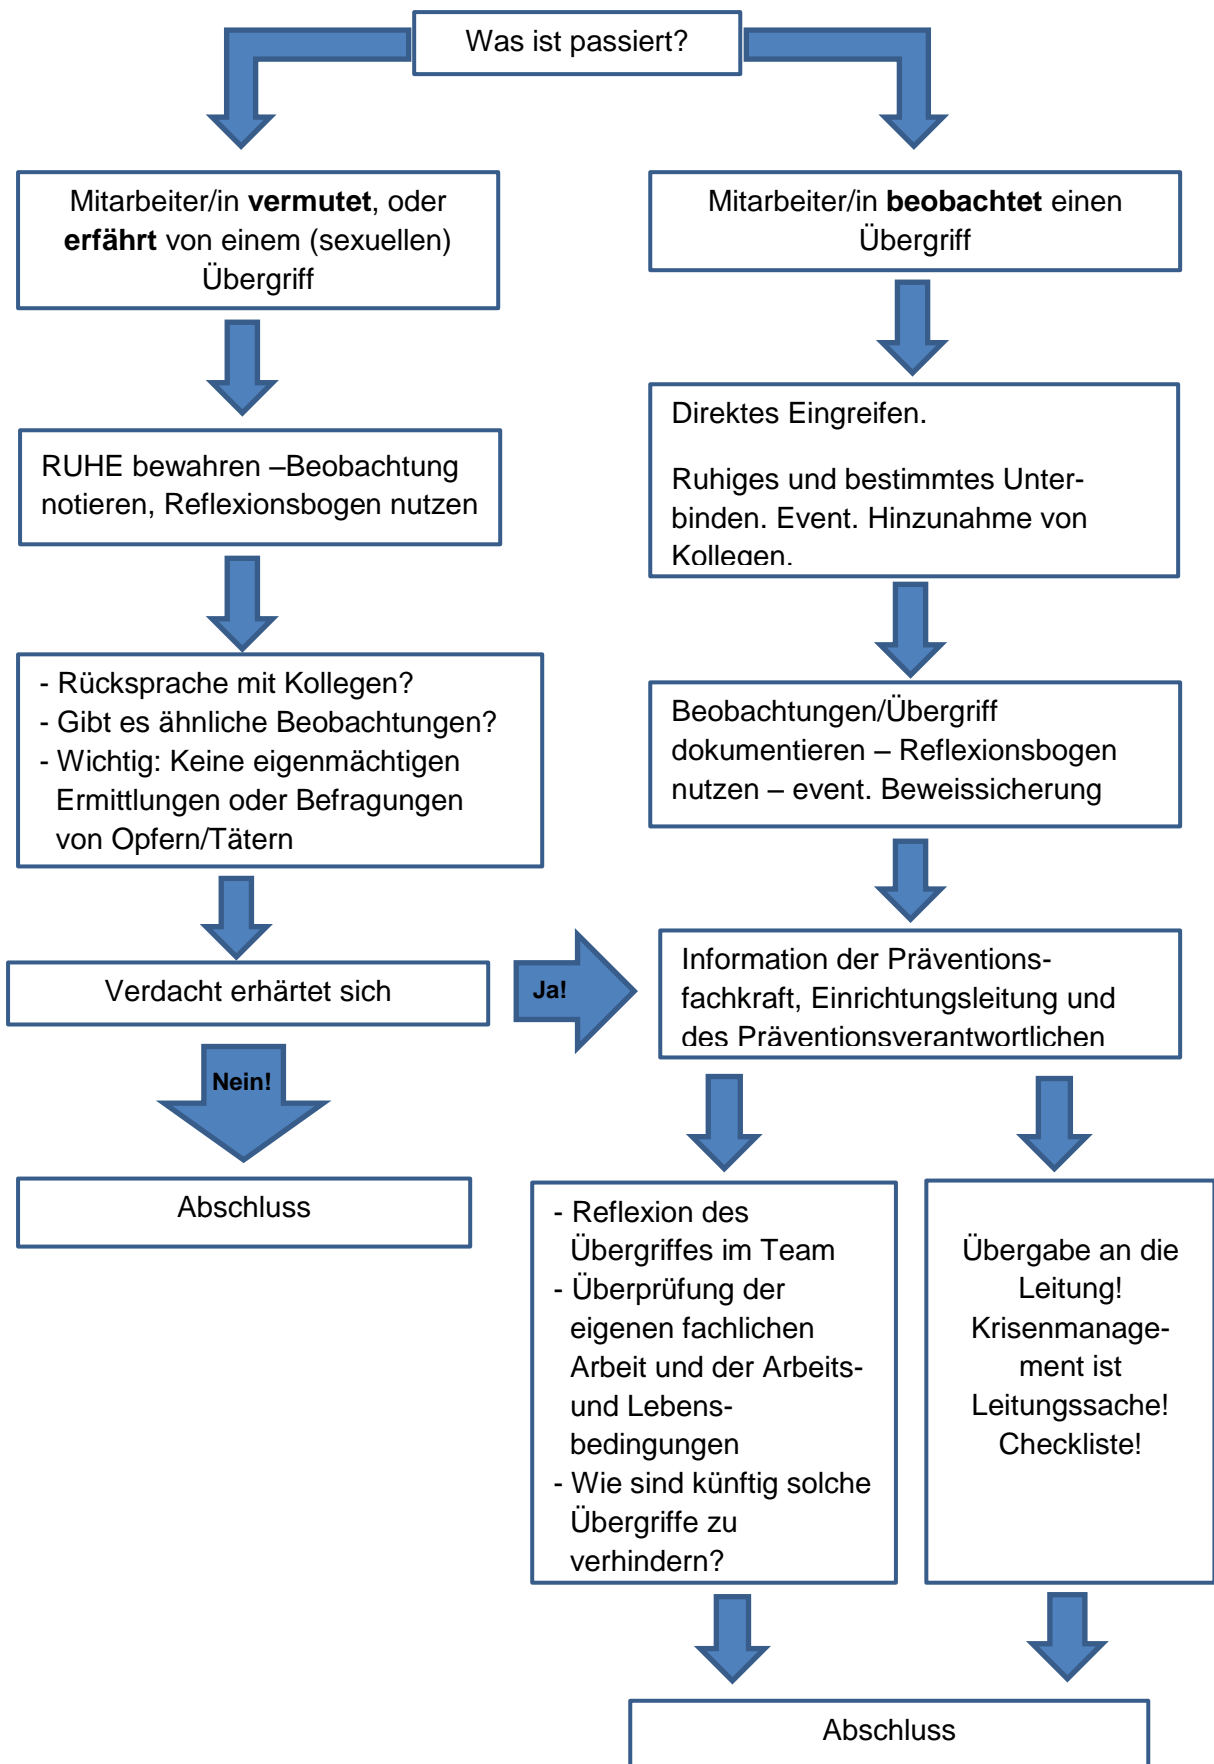 Was ist passiert?
Mitarbeiter/in vermutet, oder
erfährt von einem (sexuellen)
Übergriff
Mitarbeiter/in beobachtet einen
Übergriff
RUHE bewahren –Beobachtung
notieren, Reflexionsbogen nutzen
Direktes Eingreifen.
Ruhiges und bestimmtes Unter-
binden. Event. Hinzunahme von
Kollegen.
- Rücksprache mit Kollegen?
- Gibt es ähnliche Beobachtungen?
- Wichtig: Keine eigenmächtigen
Ermittlungen oder Befragungen
von Opfern/Tätern
Beobachtungen/Übergriff
dokumentieren – Reflexionsbogen
nutzen – event. Beweissicherung
Verdacht erhärtet sich
Ja!
Information der Präventions-
fachkraft, Einrichtungsleitung und
des Präventionsverantwortlichen
Nein!
Abschluss
- Reflexion des
Übergriffes im Team
- Überprüfung der
eigenen fachlichen
Arbeit und der Arbeits-
und Lebens-
bedingungen
- Wie sind künftig solche
Übergriffe zu
verhindern?
Übergabe an die
Leitung!
Krisenmanage-
ment ist
Leitungssache!
Checkliste!
Abschluss